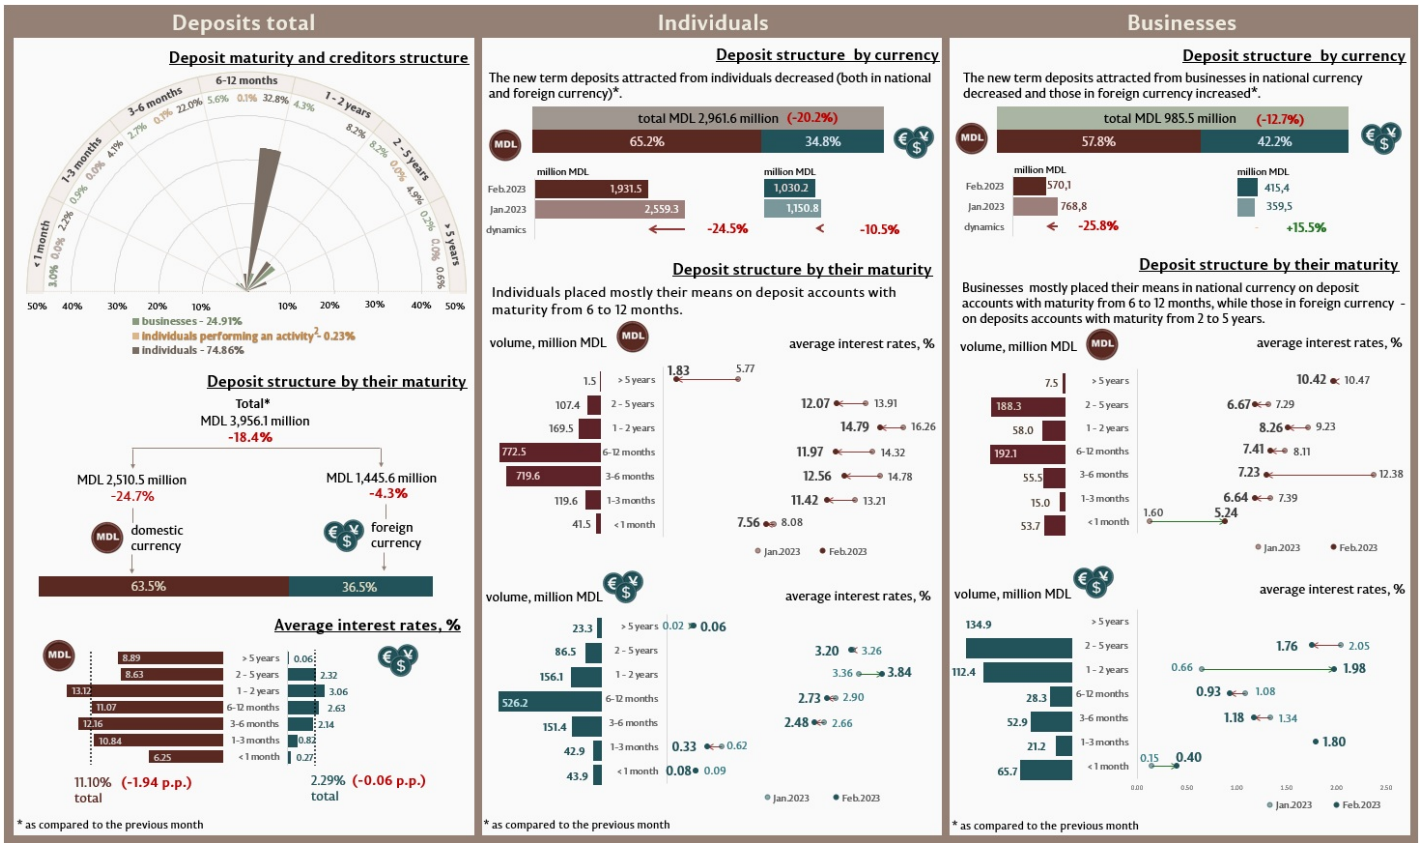 Deposits total
Deposit maturity and creditors structure
< 1 month
1-3 months
3-6 months
6-12 months
1 - 2 years
2 - 5 years
> 5 years
3.0% 0.0% 2.2%
0.9% 0.0% 4.1%
2.7% 0.1% 22.0%
5.6% 0.1% 32.8%
4.3% 8.2%
8.2% 0.0% 4.9%
0.2% 0.0% 0.6%
50% 40% 30% 20% 10% 10% 20% 30% 40% 50%
businesses - 24.91%
individuals performing an activity2- 0.23%
individuals - 74.86%
Deposit structure by their maturity
Total*
MDL 3,956.1 million
-18.4%
MDL 2,510.5 million
-24.7%
MDL 1,445.6 million
-4.3%
MDL
domestic
currency
€ ¥ $
foreign
currency
63.5% 36.5%
Average interest rates, %
MDL
€ ¥ $
8.89 > 5 years 0.06
8.63 2 - 5 years 2.32
13.12 1 - 2 years 3.06
11.07 6-12 months 2.63
12.16 3-6 months 2.14
10.84 1-3 months 0.82
6.25 < 1 month 0.27
11.10% (-1.94 p.p.)
total
2.29% (-0.06 p.p.)
total
* as compared to the previous month
Individuals
Deposit structure by currency
The new term deposits attracted from individuals decreased (both in national
and foreign currency)*.
total MDL 2,961.6 million (-20.2%)
MDL
65.2% 34.8%
€ ¥ $
million MDL million MDL
Feb.2023 1,931.5 1,030.2
Jan.2023 2,559.3 1,150.8
dynamics -24.5% -10.5%
Deposit structure by their maturity
Individuals placed mostly their means on deposit accounts with
maturity from 6 to 12 months.
volume, million MDL MDL average interest rates, %
1.5 > 5 years 1.83 5.77
107.4 2 - 5 years 12.07 13.91
169.5 1 - 2 years 14.79 16.26
772.5 6-12 months 11.97 14.32
719.6 3-6 months 12.56 14.78
119.6 1-3 months 11.42 13.21
41.5 < 1 month 7.56 8.08
Jan.2023 Feb.2023
€ ¥ $
volume, million MDL average interest rates, %
23.3 > 5 years 0.02 0.06
86.5 2 - 5 years 3.20 3.26
156.1 1 - 2 years 3.36 3.84
526.2 6-12 months 2.73 2.90
151.4 3-6 months 2.48 2.66
42.9 1-3 months 0.33 0.62
43.9 < 1 month 0.08 0.09
Jan.2023 Feb.2023
* as compared to the previous month
Businesses
Deposit structure by currency
The new term deposits attracted from businesses in national currency
decreased and those in foreign currency increased*.
total MDL 985.5 million (-12.7%)
MDL
57.8% 42.2%
€ ¥ $
million MDL million MDL
Feb.2023 570,1 415,4
Jan.2023 768,8 359,5
dynamics -25.8% +15.5%
Deposit structure by their maturity
Businesses mostly placed their means in national currency on deposit
accounts with maturity from 6 to 12 months, while those in foreign currency -
on deposits accounts with maturity from 2 to 5 years.
volume, million MDL MDL average interest rates, %
7.5 > 5 years 10.42 10.47
188.3 2 - 5 years 6.67 7.29
58.0 1 - 2 years 8.26 9.23
192.1 6-12 months 7.41 8.11
55.5 3-6 months 7.23 12.38
15.0 1-3 months 6.64 7.39
53.7 < 1 month 1.60 5.24
Jan.2023 Feb.2023
€ ¥ $
volume, million MDL average interest rates, %
134.9 > 5 years
2 - 5 years 1.76 2.05
112.4 1 - 2 years 0.66 1.98
28.3 6-12 months 0.93 1.08
52.9 3-6 months 1.18 1.34
21.2 1-3 months 1.80
65.7 < 1 month 0.15 0.40
0.00 0.50 1.00 1.50 2.00 2.50
Jan.2023 Feb.2023
* as compared to the previous month